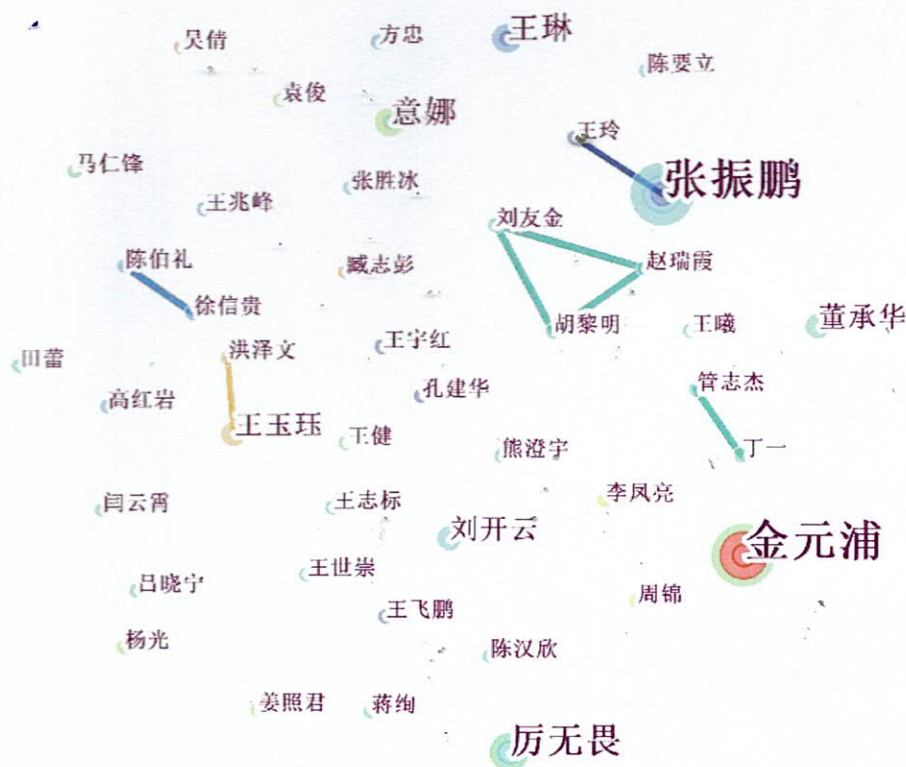 吴倩
方忠
王琳
陈要立
袁俊
意娜
王玲
马仁锋
张胜冰
张振鹏
王兆峰
刘友金
陈伯礼
臧志彭
赵瑞霞
徐信贵
胡黎明
王曦
董承华
洪泽文
王宇红
田蕾
高红岩
孔建华
管志杰
王玉珏
王健
熊澄宇
丁一
闫云霄
王志标
李凤亮
刘开云
金元浦
吕晓宁
王世崇
周锦
王飞鹏
杨光
陈汉欣
姜照君
蒋绚
厉无畏